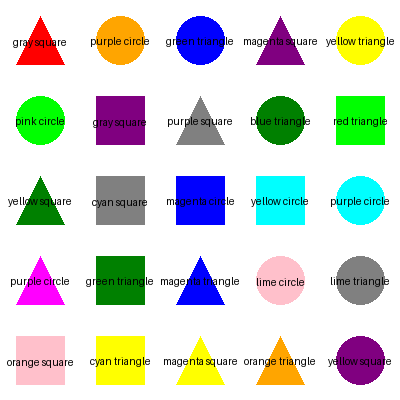 gray square purple circle green triangle magenta square yellow triangle
pink circle gray square purple square blue triangle red triangle
yellow square cyan square magenta circle yellow circle purple circle
purple circle green triangle magenta triangle lime circle lime triangle
orange square cyan triangle magenta square orange triangle yellow square